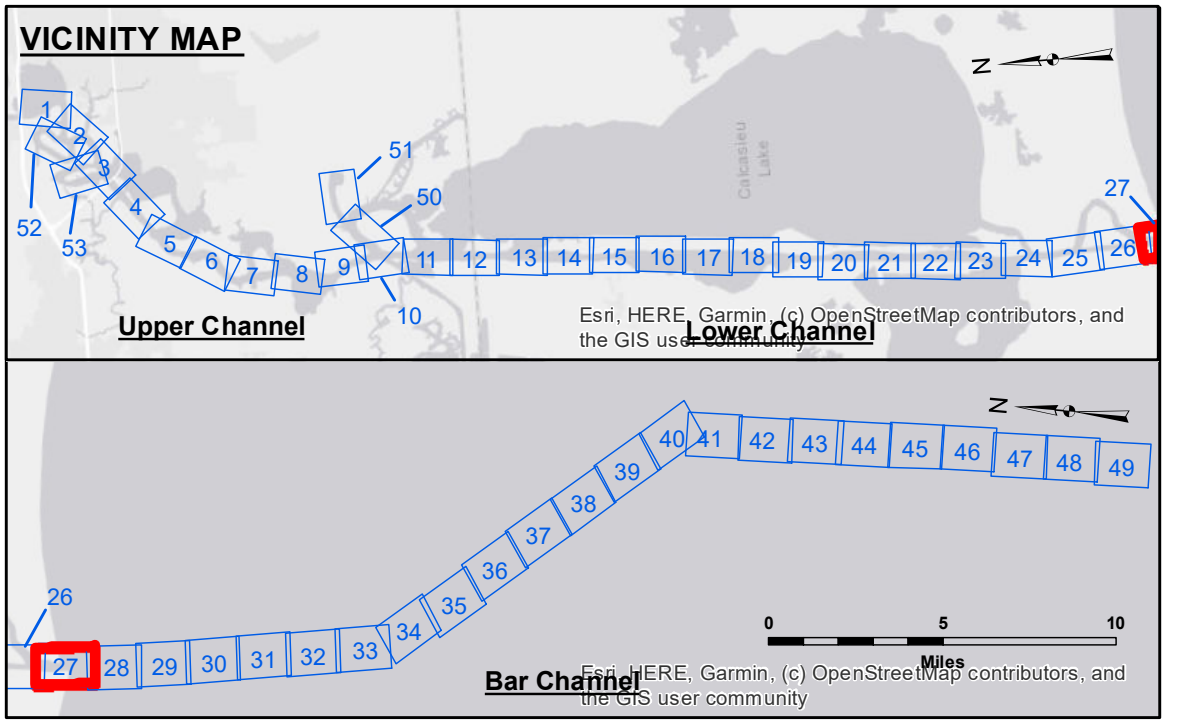 VICINITY MAP
N
1
2
3
52
53
4
5
6
7
8
9
10
51
50
11 12 13 14 15 16 17 18 19 20 21 22 23 24 25 26
27
Calcasieu
Lake
Upper Channel
Lower Channel
Esri, HERE, Garmin, (c) OpenStreetMap contributors, and
the GIS user community
N
26
27 28 29 30 31 32 33 34 35 36 37 38 39 40 41 42 43 44 45 46 47 48 49
0 5 10
Miles
Bar Channel
Esri, HERE, Garmin, (c) OpenStreetMap contributors, and
the GIS user community